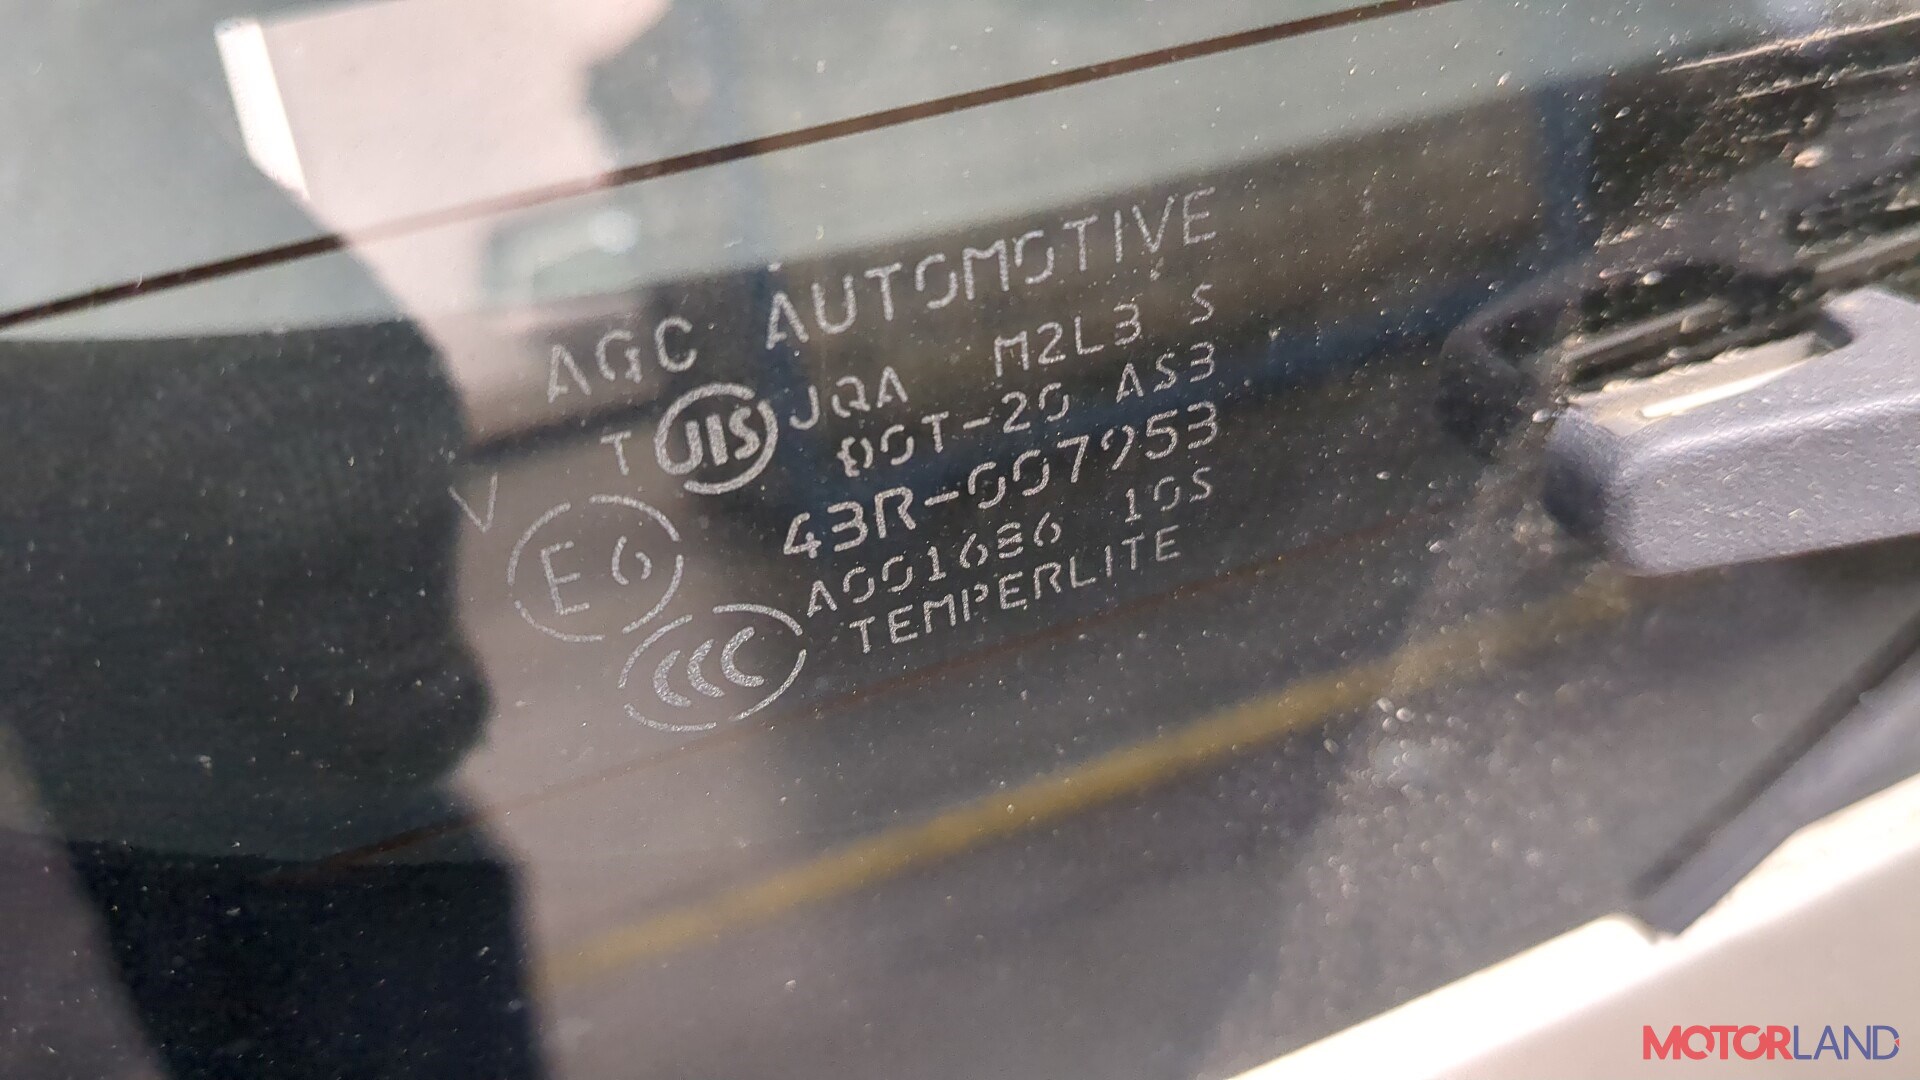 AGC AUTOMOTIVE
T JIS JQA M2L3 S
V DOT-20 AS3
E6 43R-007953
CCC A001686 10S
TEMPERLITE
MOTORLAND